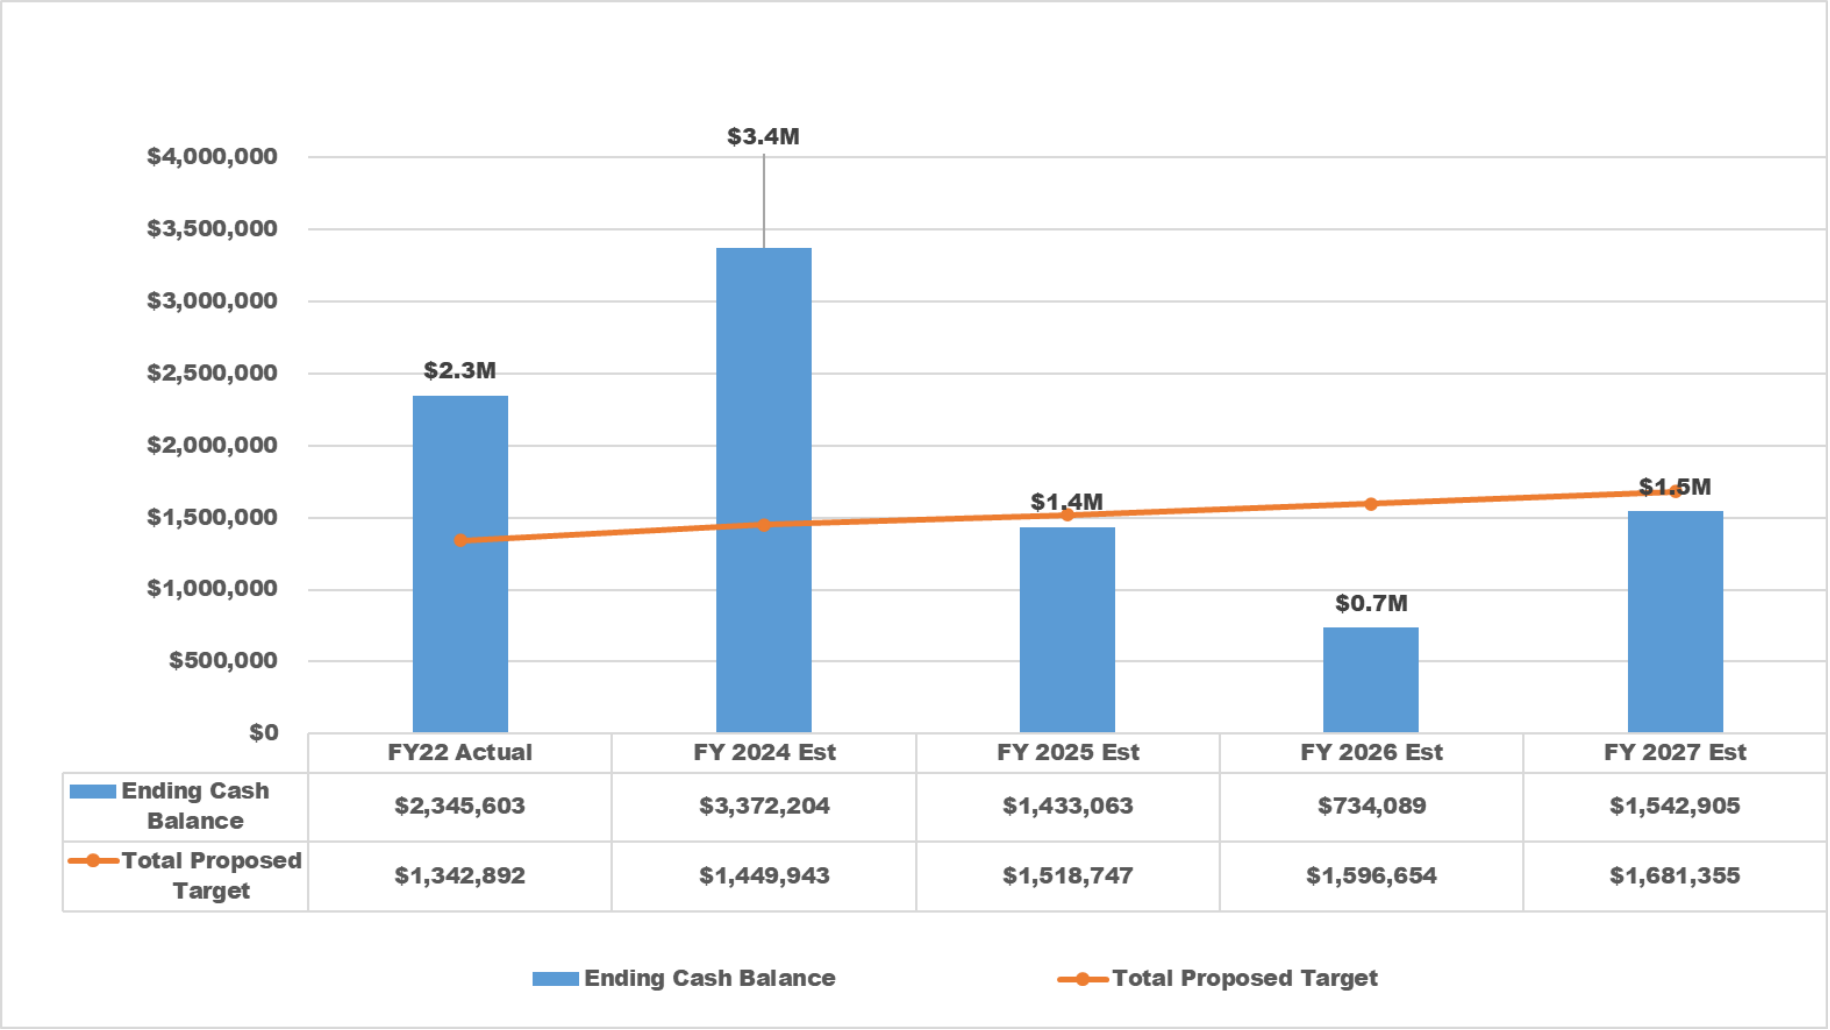 $4,000,000
$3,500,000
$3,000,000
$2,500,000
$2,000,000
$1,500,000
$1,000,000
$500,000
$0
$2.3M
$3.4M
$1.4M
$0.7M
$1.5M
FY22 Actual FY 2024 Est FY 2025 Est FY 2026 Est FY 2027 Est
Ending Cash
Balance
$2,345,603 $3,372,204 $1,433,063 $734,089 $1,542,905
Total Proposed
Target
$1,342,892 $1,449,943 $1,518,747 $1,596,654 $1,681,355
Ending Cash Balance Total Proposed Target